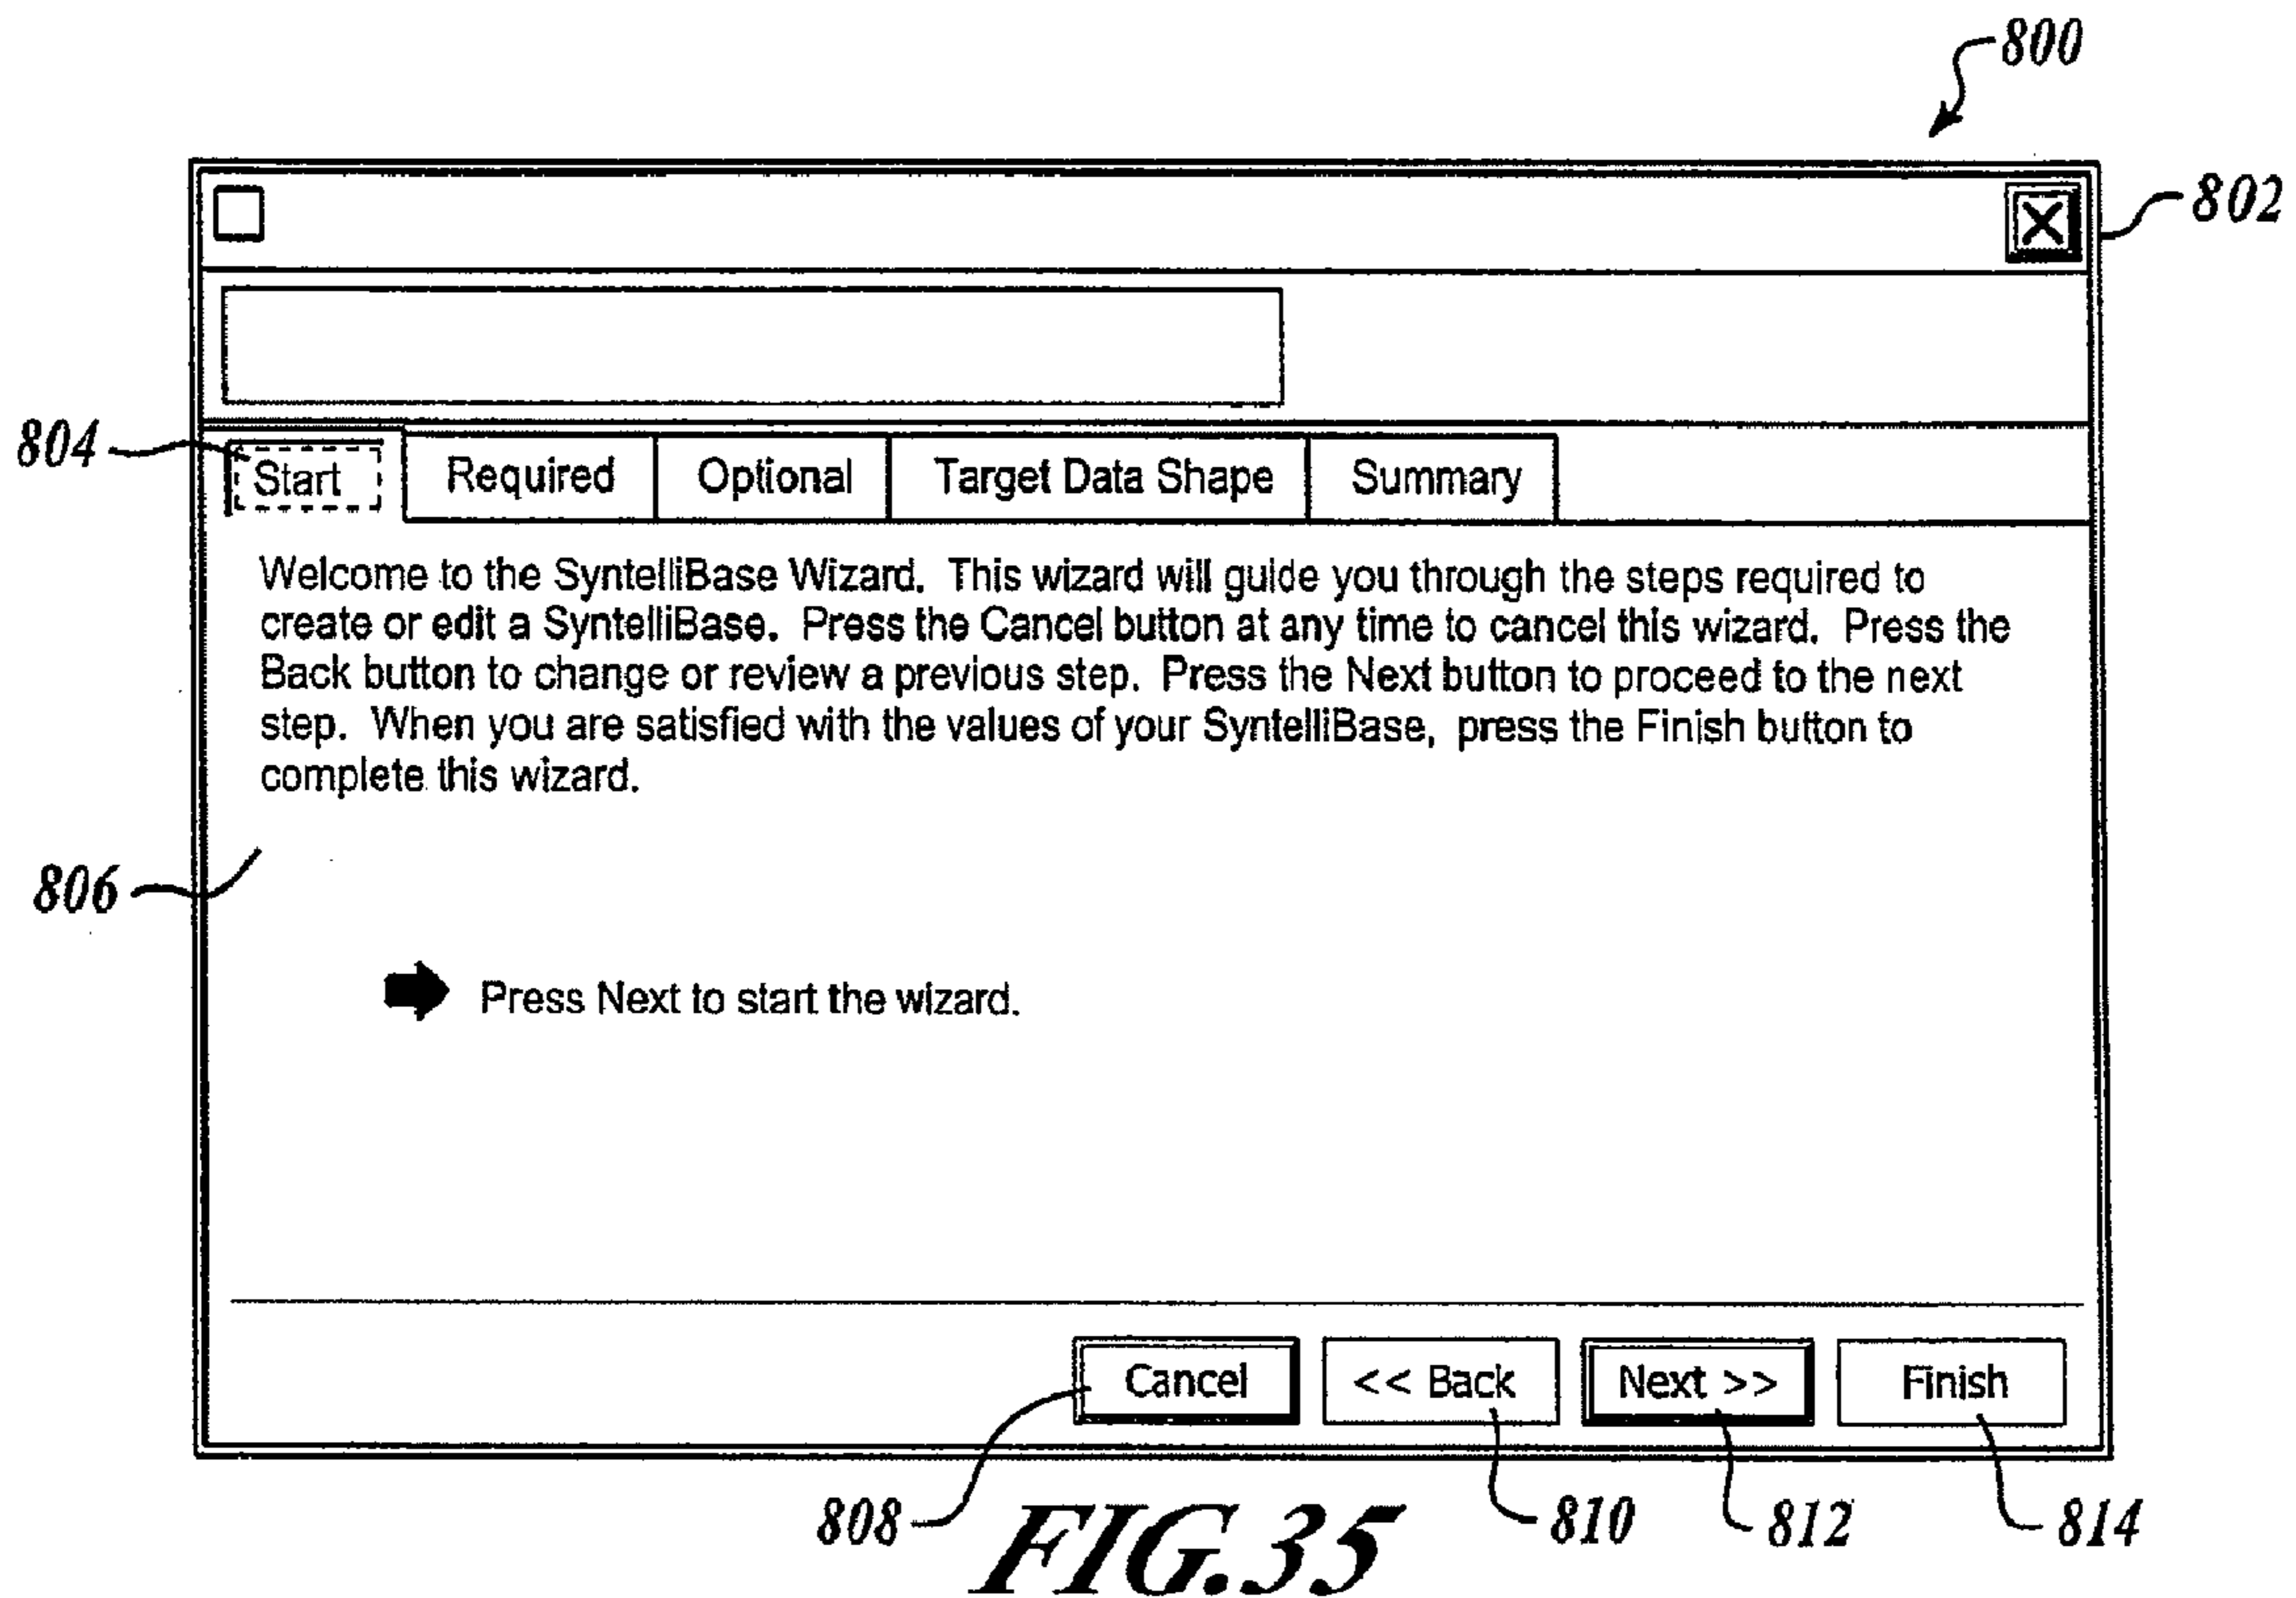 800
802
804
Start Required Optional Target Data Shape Summary
Welcome to the SyntelliBase Wizard. This wizard will guide you through the steps required to
create or edit a SyntelliBase. Press the Cancel button at any time to cancel this wizard. Press the
Back button to change or review a previous step. Press the Next button to proceed to the next
step. When you are satisfied with the values of your SyntelliBase, press the Finish button to
complete this wizard.
806
Press Next to start the wizard.
Cancel << Back Next >> Finish
808 810 812 814
FIG.35